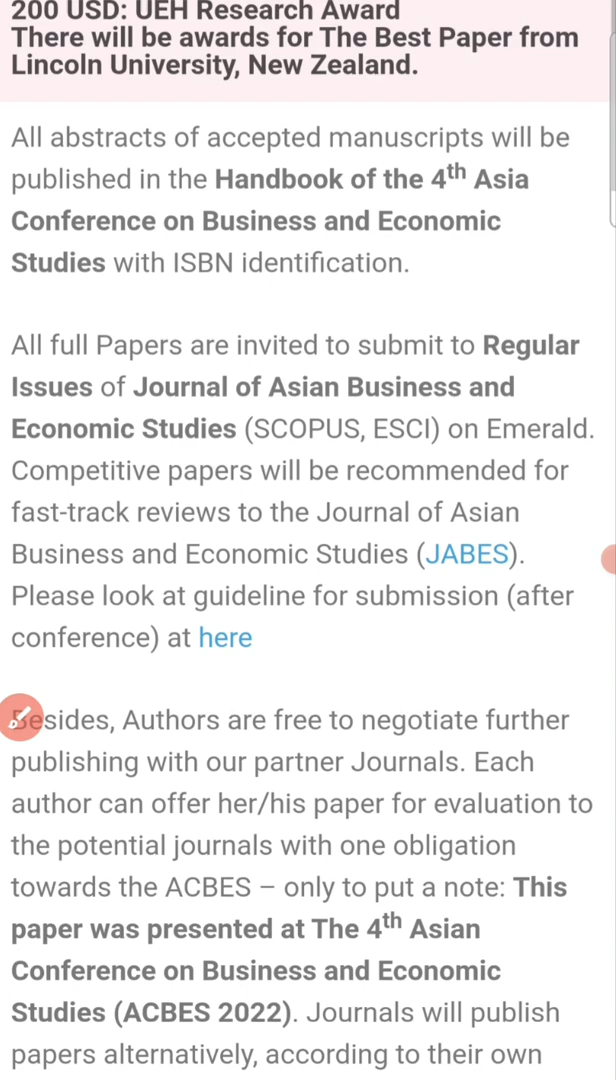 200 USD: UEH Research Award
There will be awards for The Best Paper from
Lincoln University, New Zealand.
All abstracts of accepted manuscripts will be
published in the Handbook of the 4th Asia
Conference on Business and Economic
Studies with ISBN identification.
All full Papers are invited to submit to Regular
Issues of Journal of Asian Business and
Economic Studies (SCOPUS, ESCI) on Emerald.
Competitive papers will be recommended for
fast-track reviews to the Journal of Asian
Business and Economic Studies (JABES).
Please look at guideline for submission (after
conference) at here
Besides, Authors are free to negotiate further
publishing with our partner Journals. Each
author can offer her/his paper for evaluation to
the potential journals with one obligation
towards the ACBES – only to put a note: This
paper was presented at The 4th Asian
Conference on Business and Economic
Studies (ACBES 2022). Journals will publish
papers alternatively, according to their own